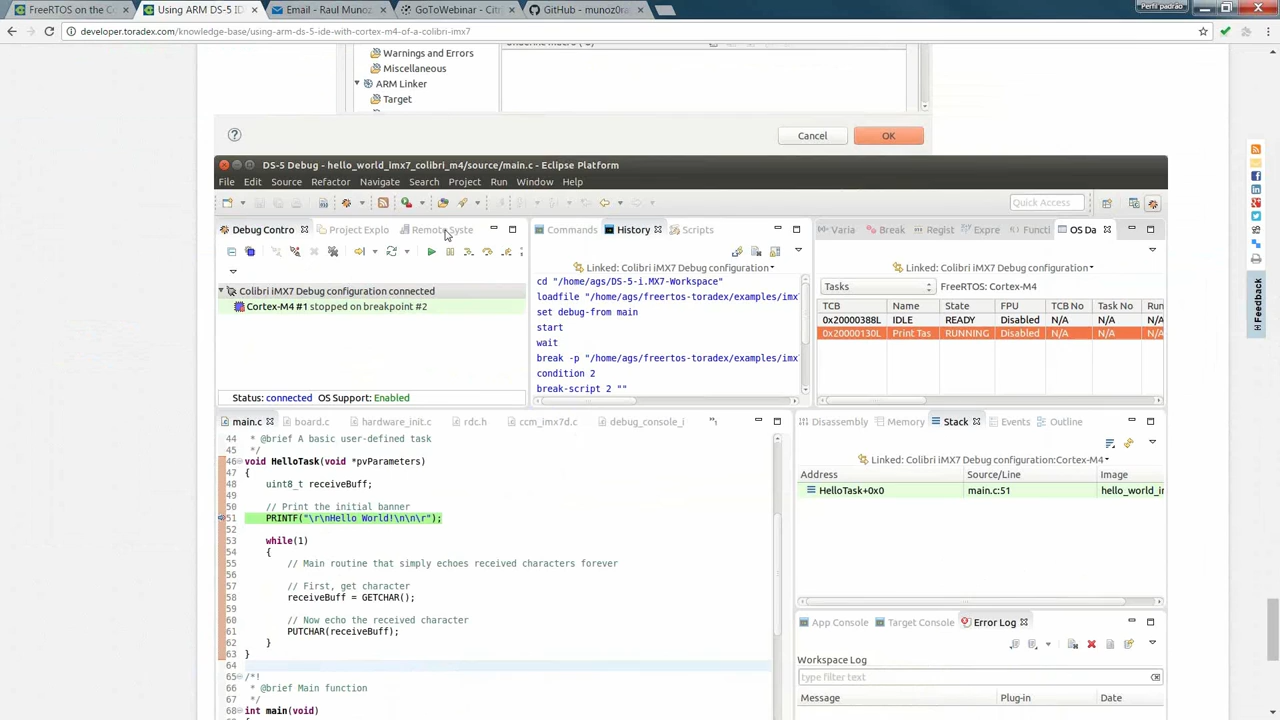 FreeRTOS on the C
Using ARM DS-5 ID
Email - Raul Munoz
GoToWebinar - Citr
GitHub - munoz0ra
Perfil padrão
developer.toradex.com/knowledge-base/using-arm-ds-5-ide-with-cortex-m4-of-a-colibri-imx7
Warnings and Errors
Miscellaneous
ARM Linker
Target
Cancel
OK
DS-5 Debug - hello_world_imx7_colibri_m4/source/main.c - Eclipse Platform
File Edit Source Refactor Navigate Search Project Run Window Help
Quick Access
Debug Contro
Project Explo
Remote Syste
Commands
History
Scripts
Varia
Break
Regist
Expre
Functi
OS Da
Linked: Colibri iMX7 Debug configuration
Linked: Colibri iMX7 Debug configuration
Colibri iMX7 Debug configuration connected
Cortex-M4 #1 stopped on breakpoint #2
Status: connected OS Support: Enabled
cd "/home/ags/DS-5-i.MX7-Workspace"
loadfile "/home/ags/freertos-toradex/examples/imx
set debug-from main
start
wait
break -p "/home/ags/freertos-toradex/examples/imx
condition 2
break-script 2 ""
Tasks
FreeRTOS: Cortex-M4
TCB Name State FPU TCB No Task No Run
0x20000388L IDLE READY Disabled N/A N/A N/A
0x20000130L Print Tas RUNNING Disabled N/A N/A N/A
main.c
board.c
hardware_init.c
rdc.h
ccm_imx7d.c
debug_console_i
44 * @brief A basic user-defined task
45 */
46 void HelloTask(void *pvParameters)
47 {
48 uint8_t receiveBuff;
49
50 // Print the initial banner
51 PRINTF("\r\nHello World!\n\n\r");
52
53 while(1)
54 {
55 // Main routine that simply echoes received characters forever
56
57 // First, get character
58 receiveBuff = GETCHAR();
59
60 // Now echo the received character
61 PUTCHAR(receiveBuff);
62 }
63 }
64
65 /*!
66 * @brief Main function
67 */
68 int main(void)
Disassembly
Memory
Stack
Events
Outline
Linked: Colibri iMX7 Debug configuration:Cortex-M4
Address Source/Line Image
HelloTask+0x0 main.c:51 hello_world_ir
App Console
Target Console
Error Log
Workspace Log
type filter text
Message Plug-in Date
Feedback